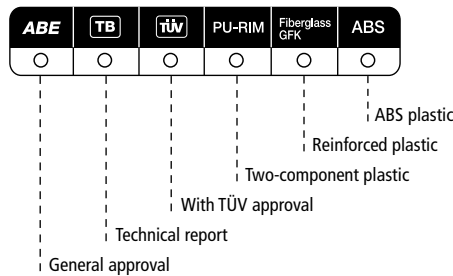 ABE TB TÜV PU-RIM Fiberglass GFK ABS
ABS plastic
Reinforced plastic
Two-component plastic
With TÜV approval
Technical report
General approval